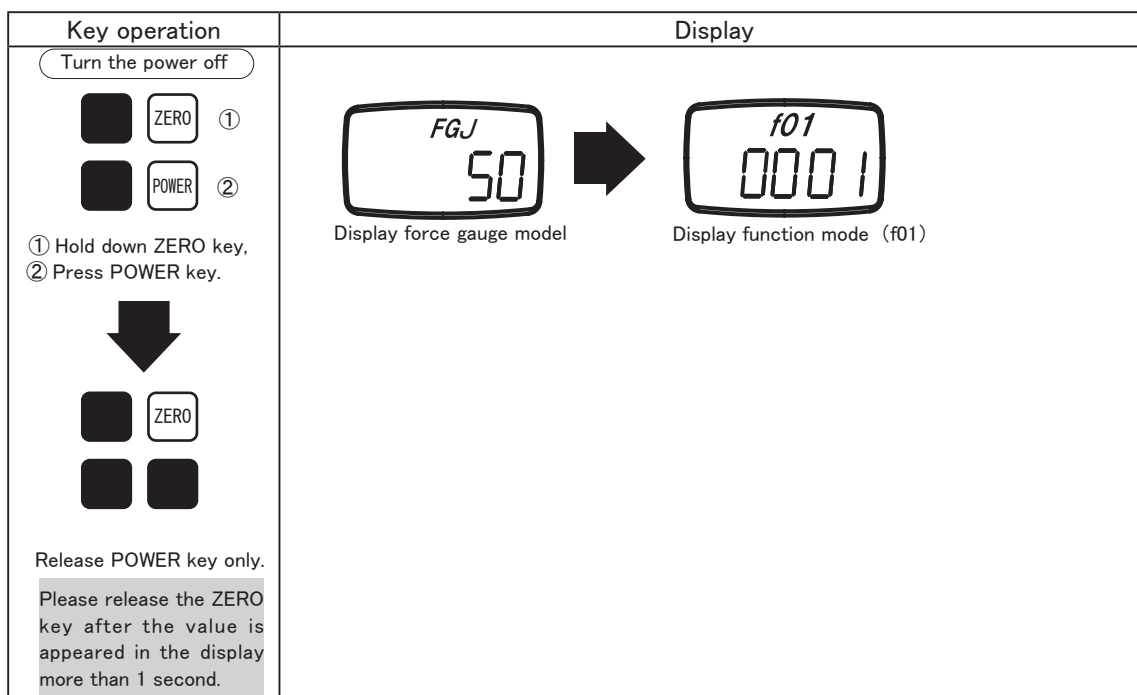 Key operation
Display
Turn the power off
ZERO ①
POWER ②
① Hold down ZERO key,
② Press POWER key.
ZERO
Release POWER key only.
Please release the ZERO
key after the value is
appeared in the display
more than 1 second.
FGJ
50
Display force gauge model
f01
0001
Display function mode (f01)